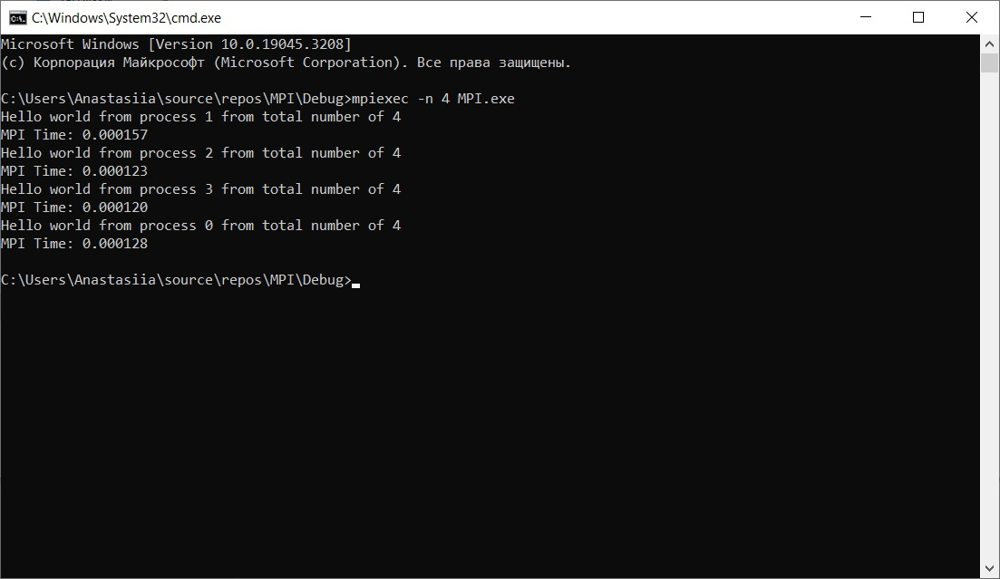 C:\Windows\System32\cmd.exe
Microsoft Windows [Version 10.0.19045.3208]
(c) Корпорация Майкрософт (Microsoft Corporation). Все права защищены.
C:\Users\Anastasiia\source\repos\MPI\Debug>mpiexec -n 4 MPI.exe
Hello world from process 1 from total number of 4
MPI Time: 0.000157
Hello world from process 2 from total number of 4
MPI Time: 0.000123
Hello world from process 3 from total number of 4
MPI Time: 0.000120
Hello world from process 0 from total number of 4
MPI Time: 0.000128
C:\Users\Anastasiia\source\repos\MPI\Debug>